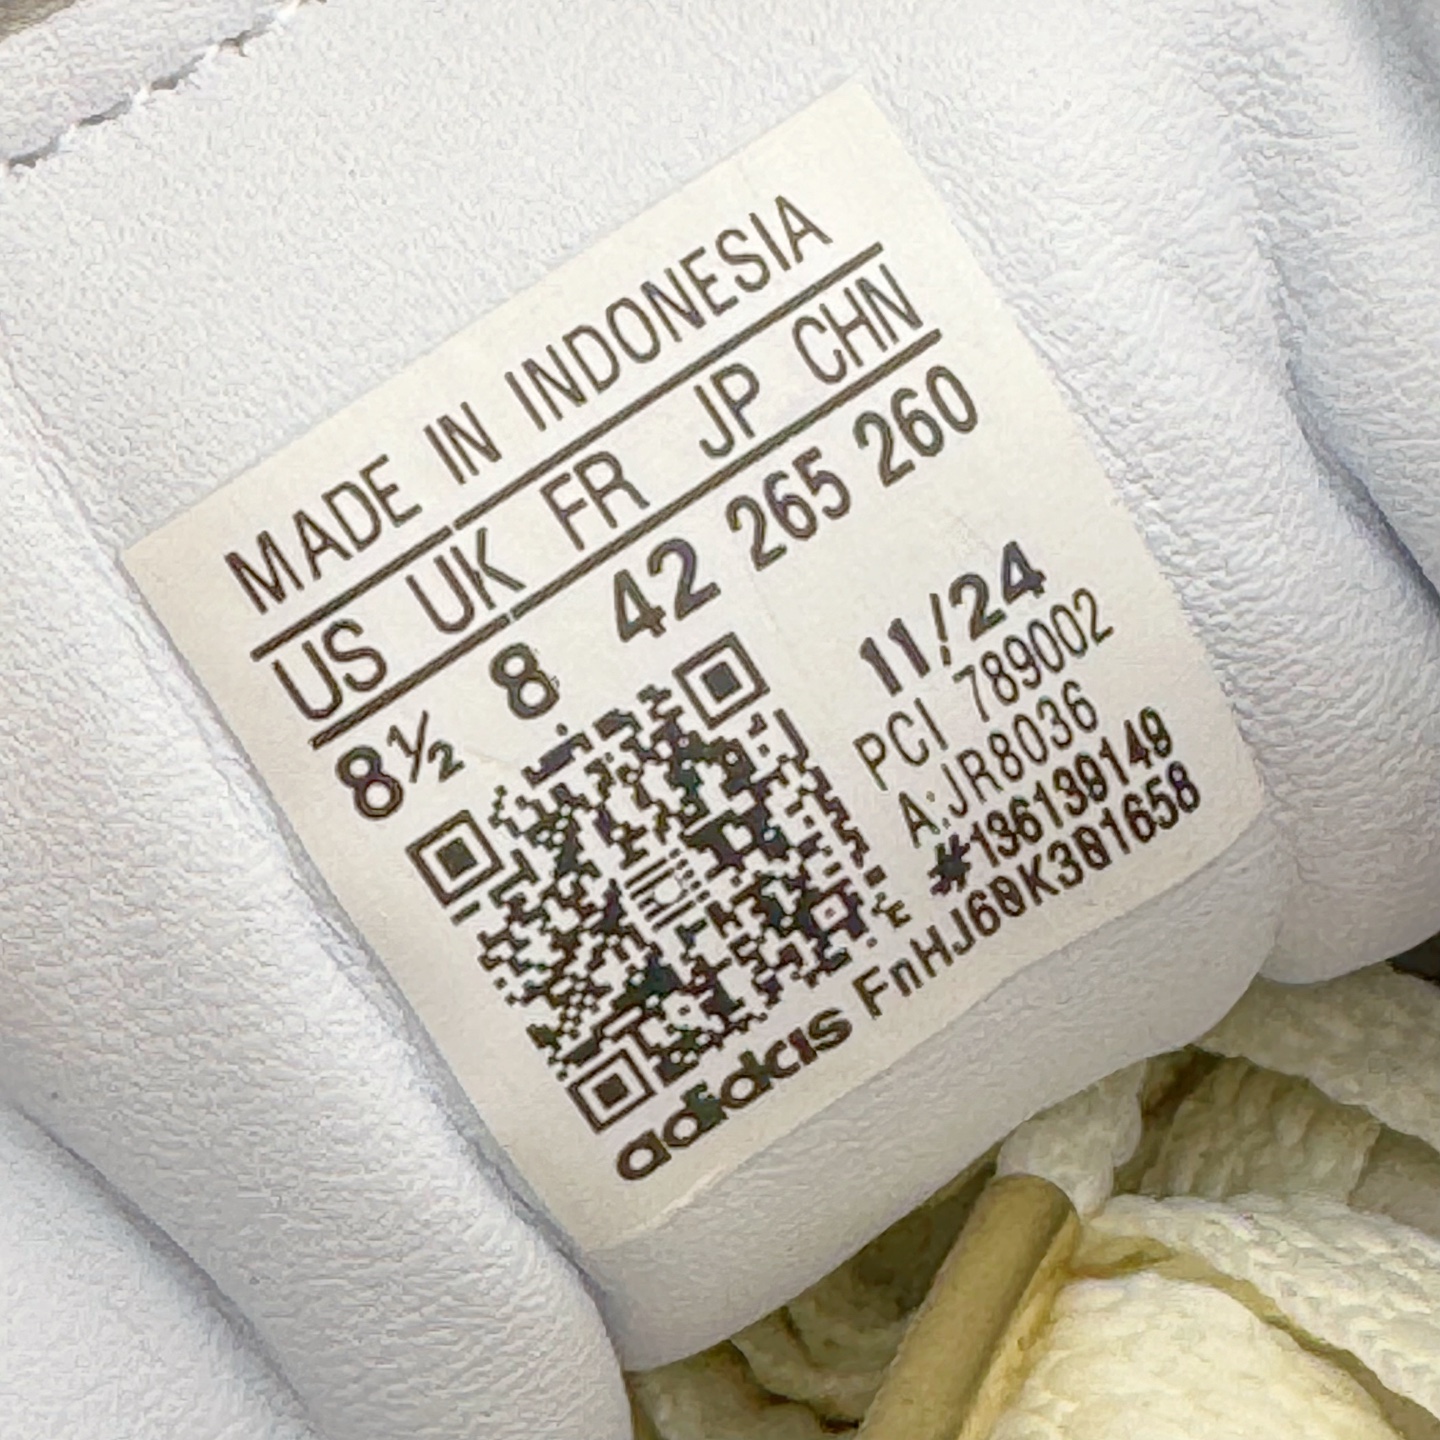 MADE IN INDONESIA
US UK FR JP CHN
8½ 8 42 265 260
11/24
PCI 789002
A:JR8036
#136139149
adidas FnHJ60K301658